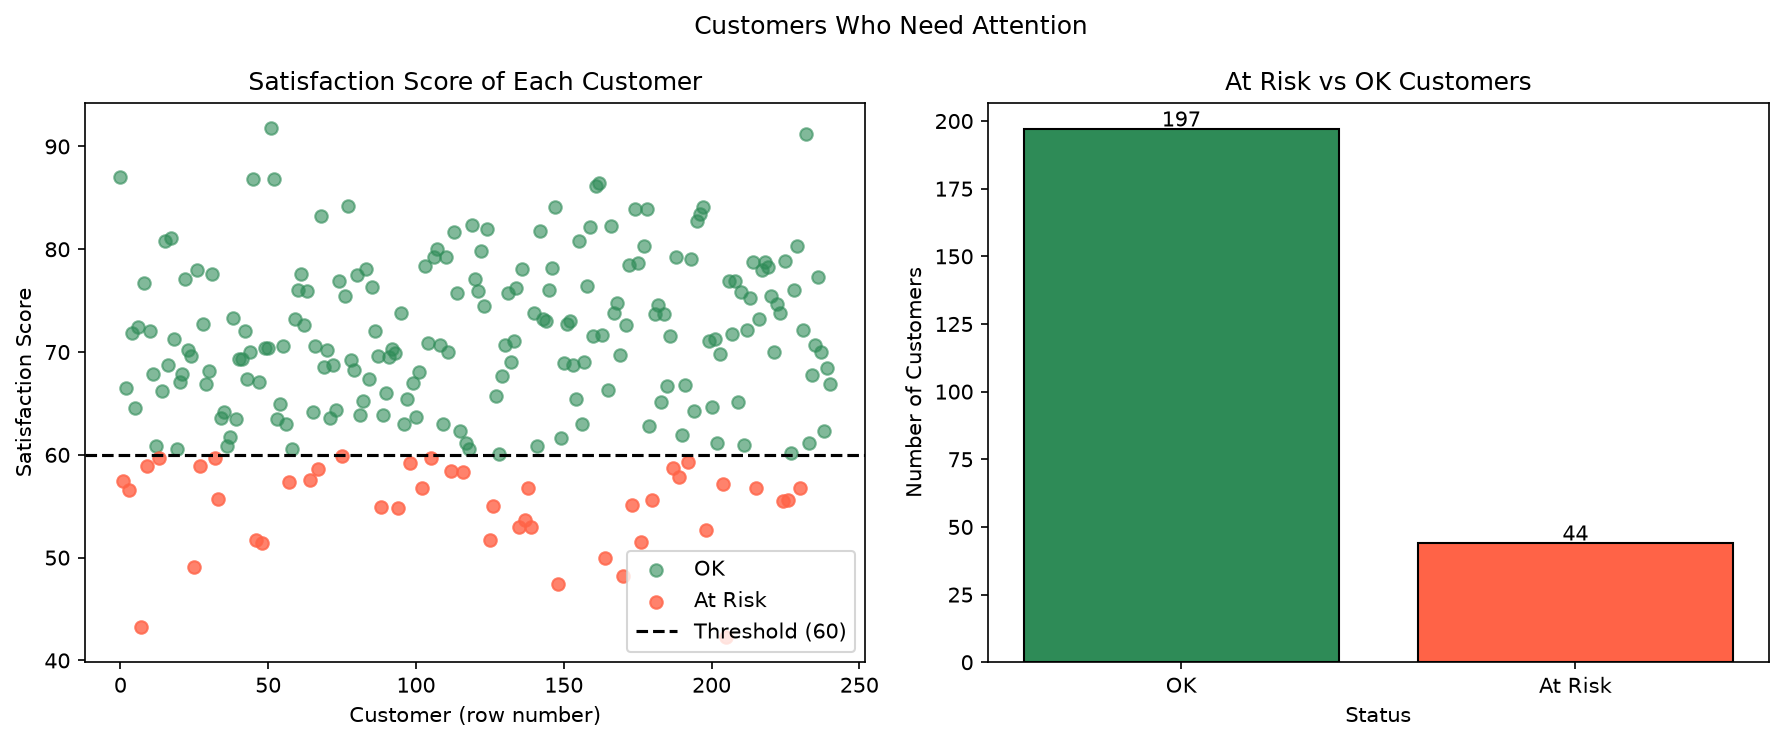 Customers Who Need Attention
Satisfaction Score of Each Customer
90
80
70
60
50
40
Satisfaction Score
0 50 100 150 200 250
Customer (row number)
OK
At Risk
Threshold (60)
At Risk vs OK Customers
200
175
150
125
100
75
50
25
0
Number of Customers
197
44
OK At Risk
Status